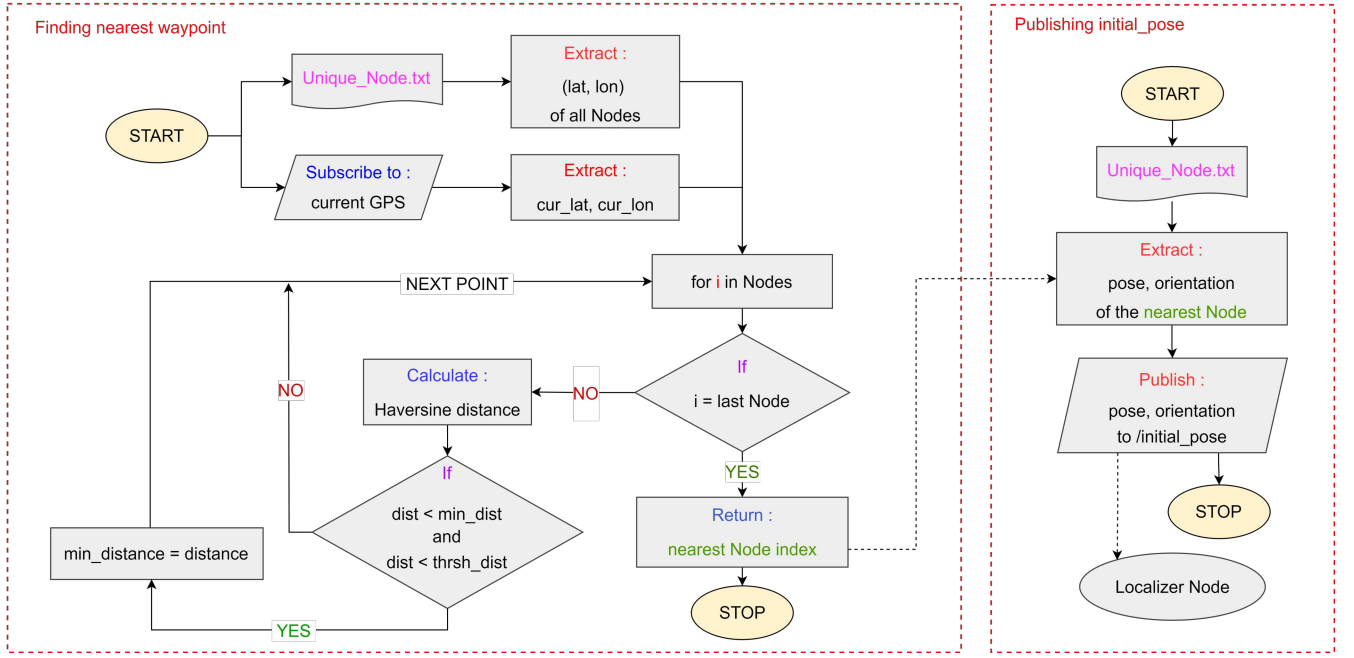 Finding nearest waypoint
START
Unique_Node.txt
Extract :
(lat, lon)
of all Nodes
Subscribe to :
current GPS
Extract :
cur_lat, cur_lon
NEXT POINT
for i in Nodes
If
i = last Node
NO
Calculate :
Haversine distance
NO
If
dist < min_dist
and
dist < thrsh_dist
YES
min_distance = distance
YES
Return :
nearest Node index
STOP
Publishing initial_pose
START
Unique_Node.txt
Extract :
pose, orientation
of the nearest Node
Publish :
pose, orientation
to /initial_pose
STOP
Localizer Node